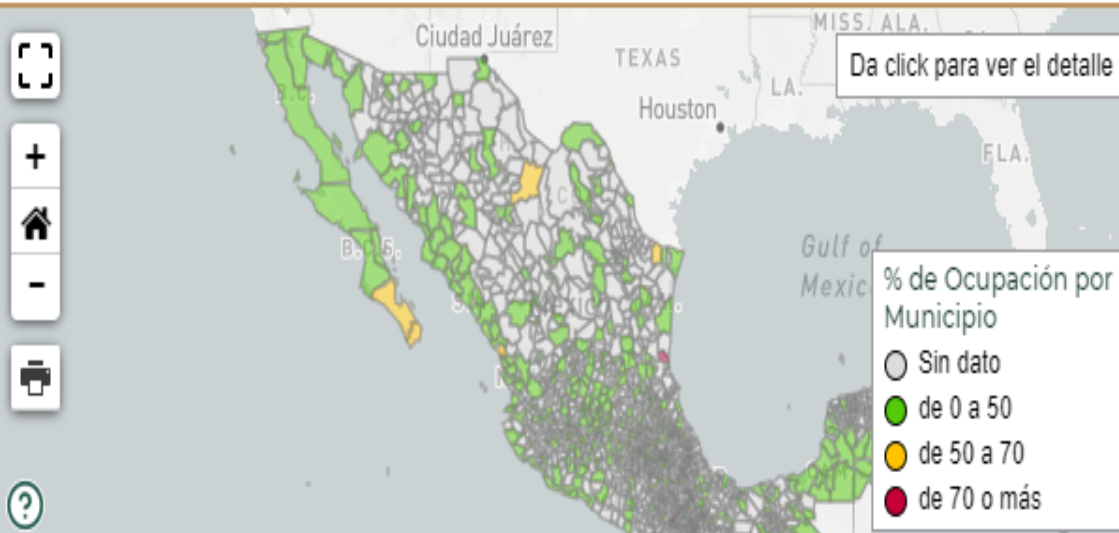 Ciudad Juárez
TEXAS
MISS. ALA.
Da click para ver el detalle
LA.
Houston
B.C.
FLA.
+
B.C.S.
Gulf of
-
% de Ocupación por
Municipio
Sin dato
de 0 a 50
de 50 a 70
de 70 o más
?